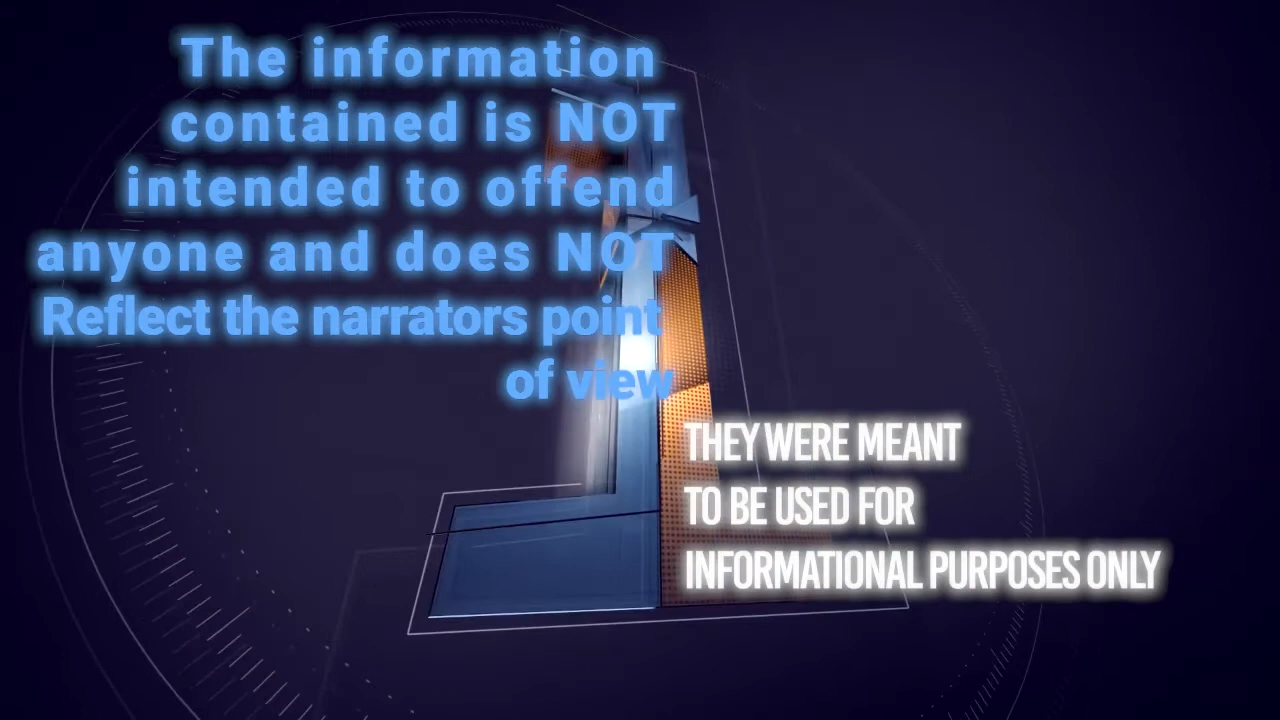 The information
contained is NOT
intended to offend
anyone and does NOT
Reflect the narrators point
of view
THEY WERE MEANT
TO BE USED FOR
INFORMATIONAL PURPOSES ONLY